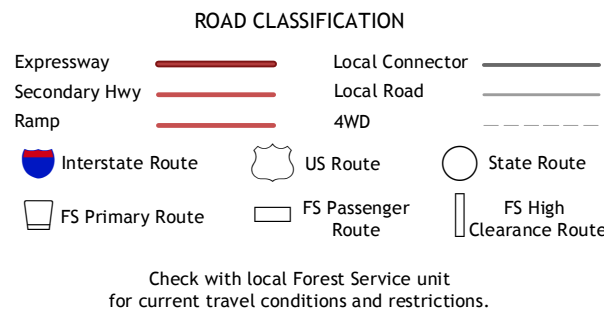 ROAD CLASSIFICATION
Expressway
Local Connector
Secondary Hwy
Local Road
Ramp
4WD
Interstate Route
US Route
State Route
FS Primary Route
FS Passenger
Route
FS High
Clearance Route
Check with local Forest Service unit
for current travel conditions and restrictions.